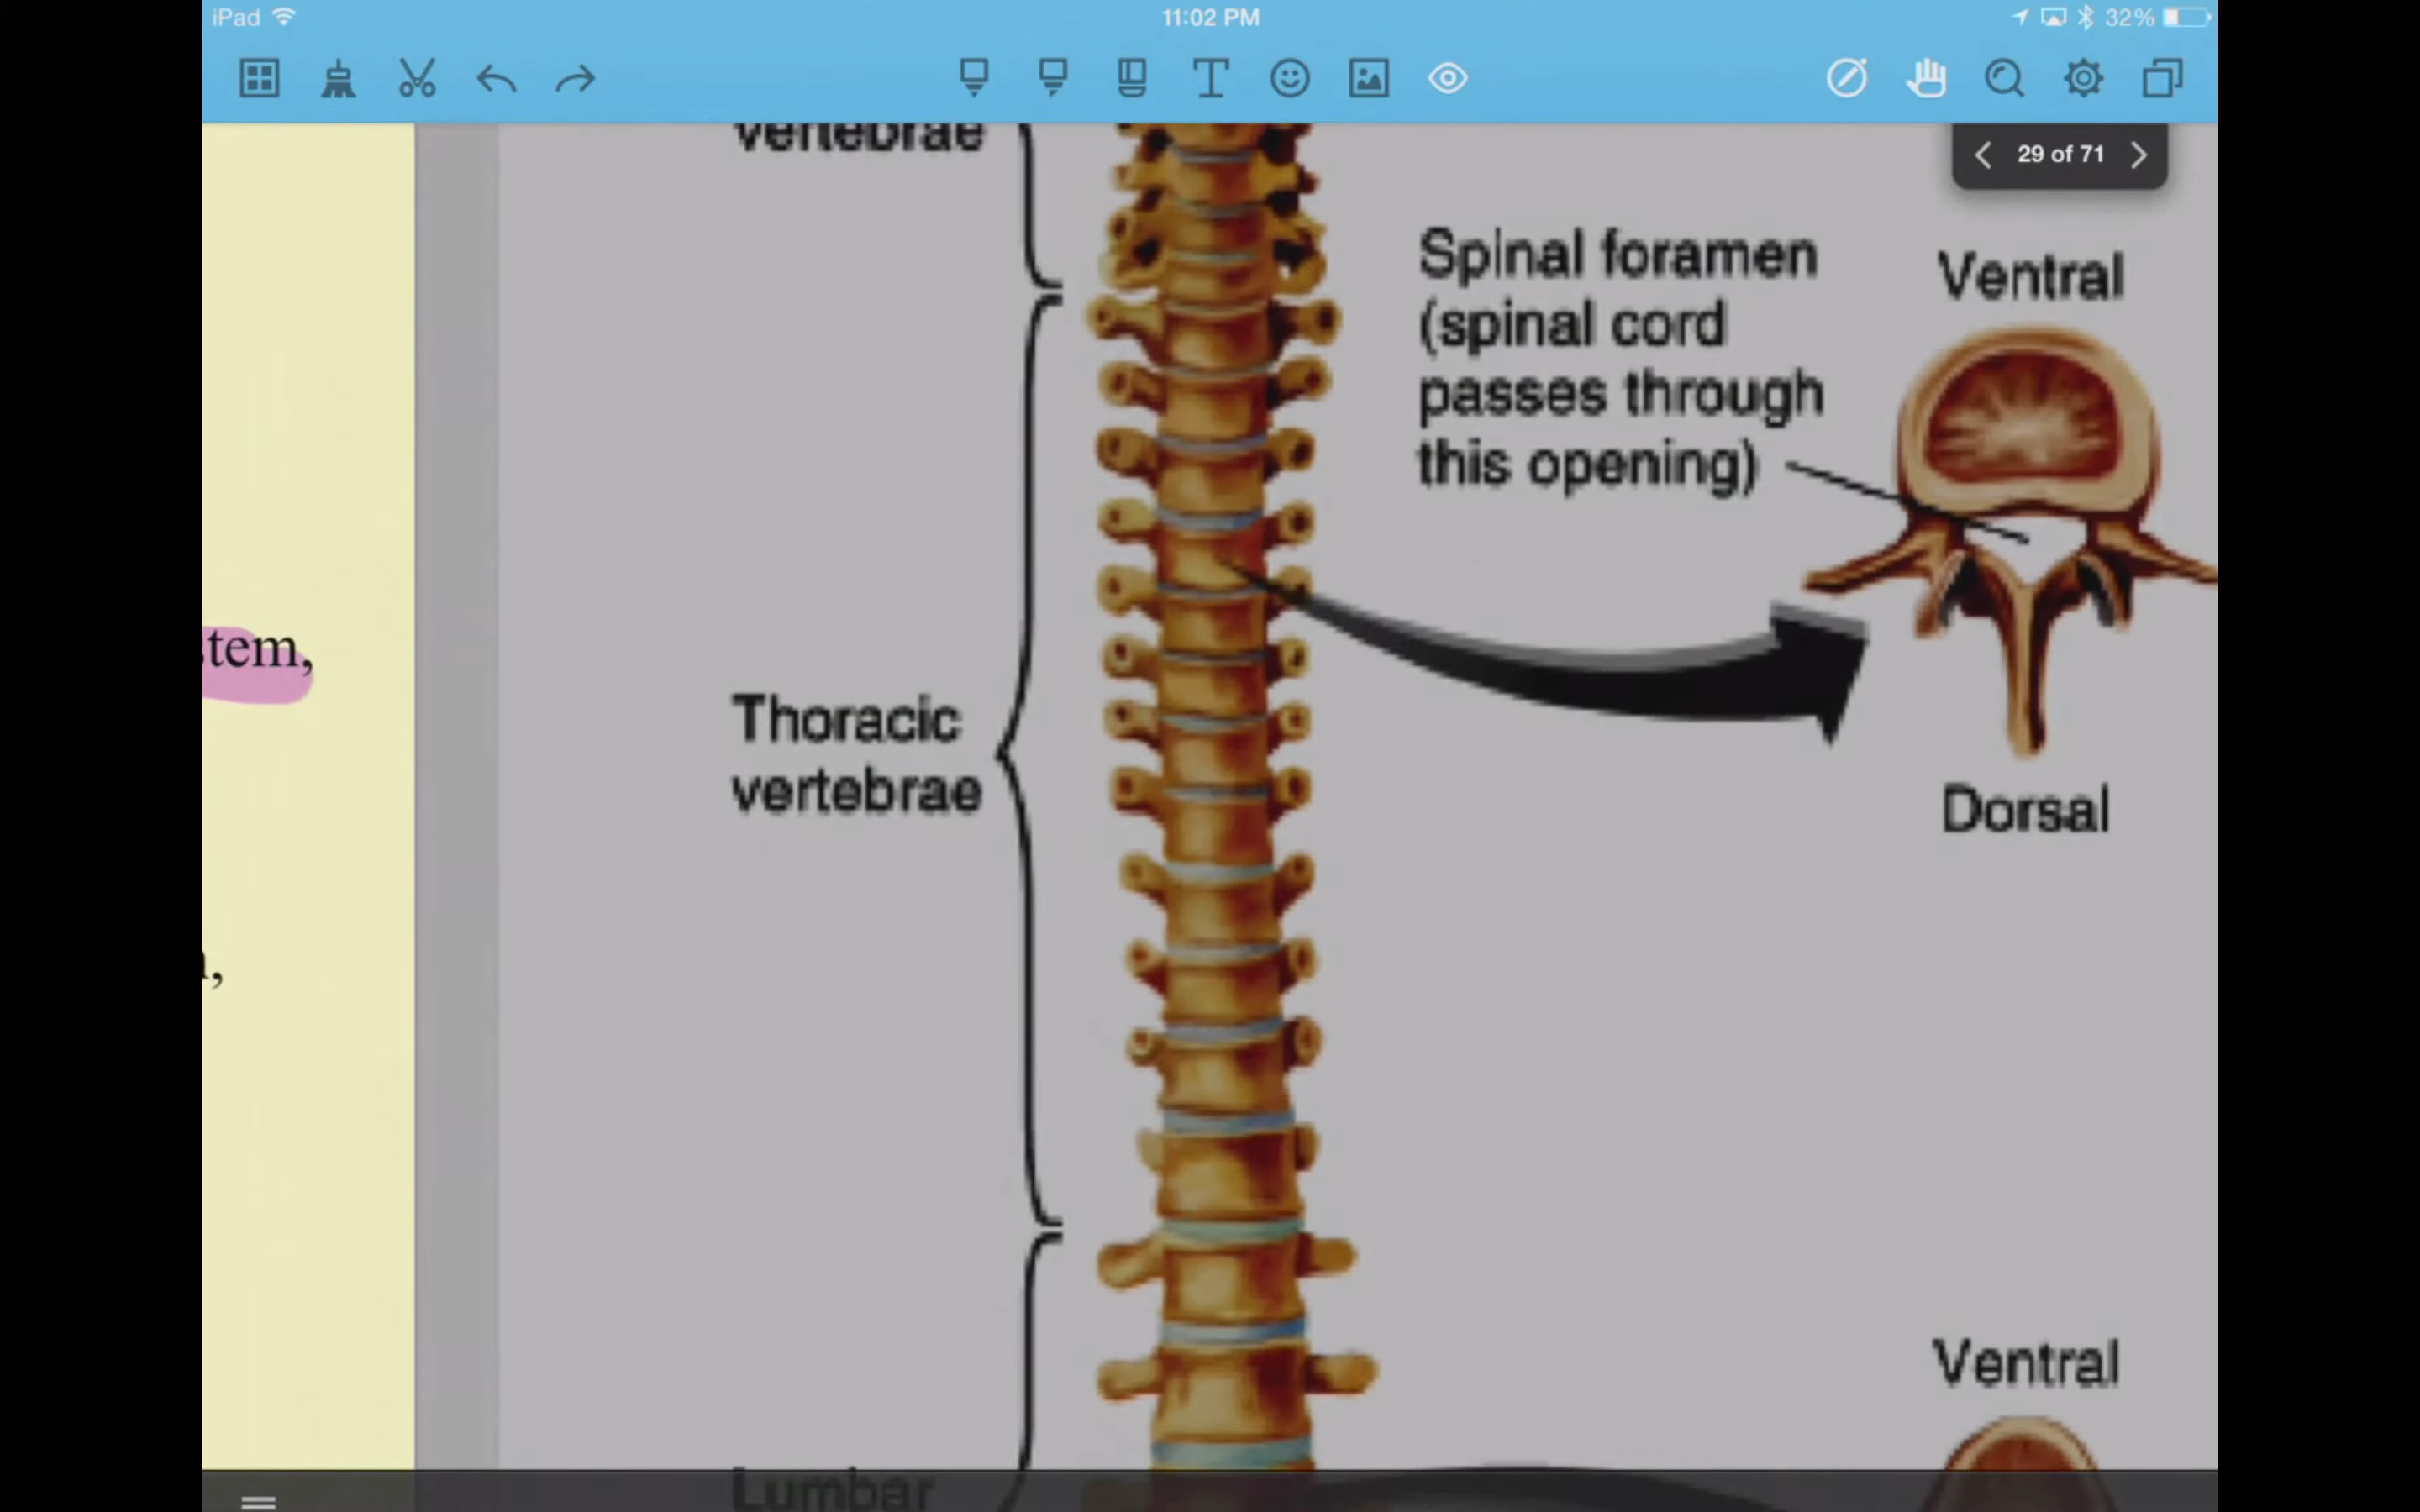 iPad
11:02 PM
32%
29 of 71
vertebrae
Spinal foramen
(spinal cord
passes through
this opening)
Ventral
stem,
Thoracic
vertebrae
Dorsal
Ventral
Lumbar